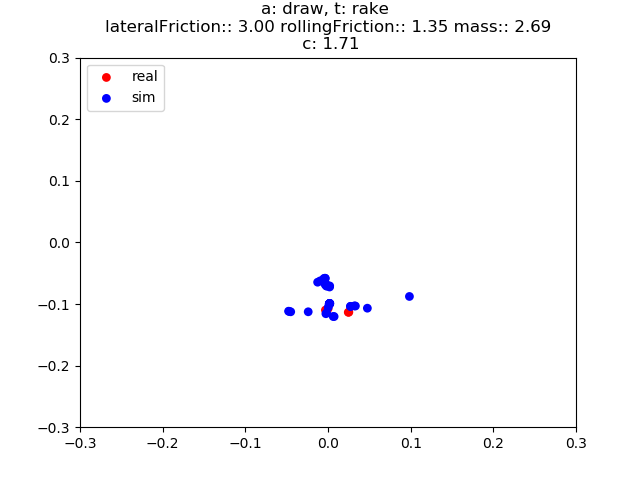 a: draw, t: rake
lateralFriction:: 3.00 rollingFriction:: 1.35 mass:: 2.69
c: 1.71
real
sim
0.3
0.2
0.1
0.0
−0.1
−0.2
−0.3
−0.3
−0.2
−0.1
0.0
0.1
0.2
0.3